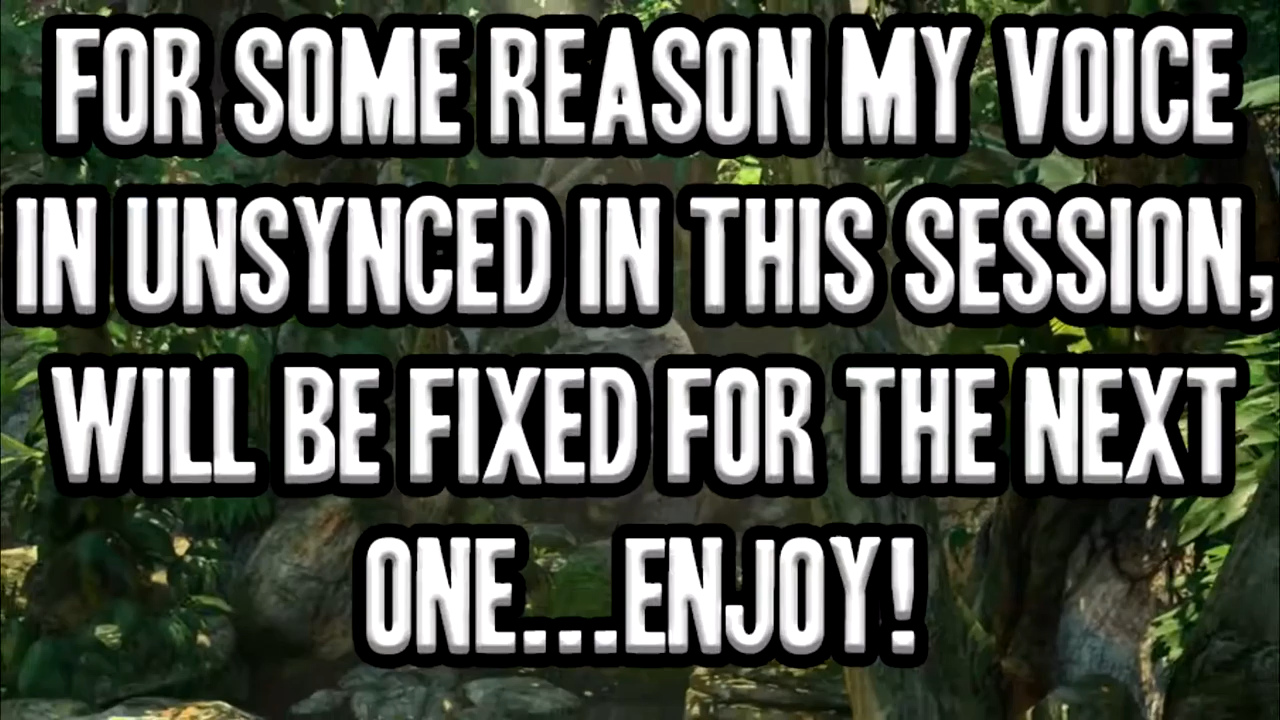 FOR SOME REASON MY VOICE
IN UNSYNCED IN THIS SESSION,
WILL BE FIXED FOR THE NEXT
ONE...ENJOY!